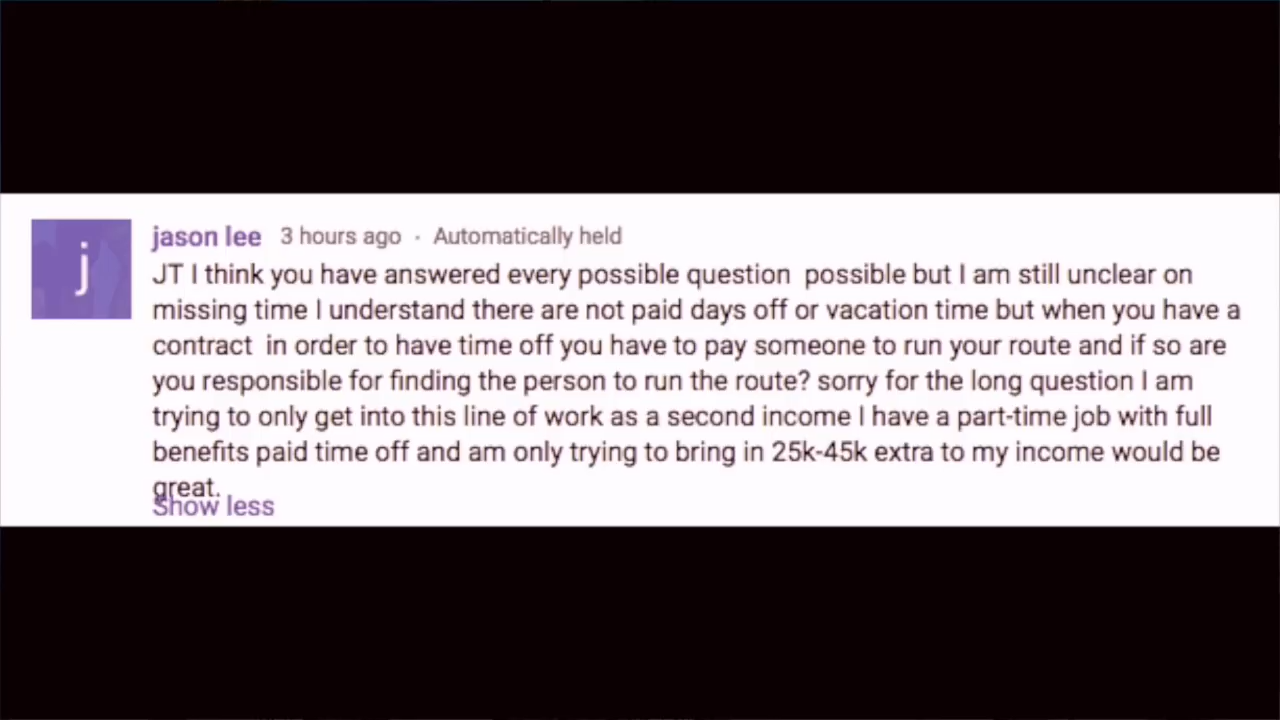 j
jason lee 3 hours ago · Automatically held
JT I think you have answered every possible question  possible but I am still unclear on
missing time I understand there are not paid days off or vacation time but when you have a
contract  in order to have time off you have to pay someone to run your route and if so are
you responsible for finding the person to run the route? sorry for the long question I am
trying to only get into this line of work as a second income I have a part-time job with full
benefits paid time off and am only trying to bring in 25k-45k extra to my income would be
great.
Show less